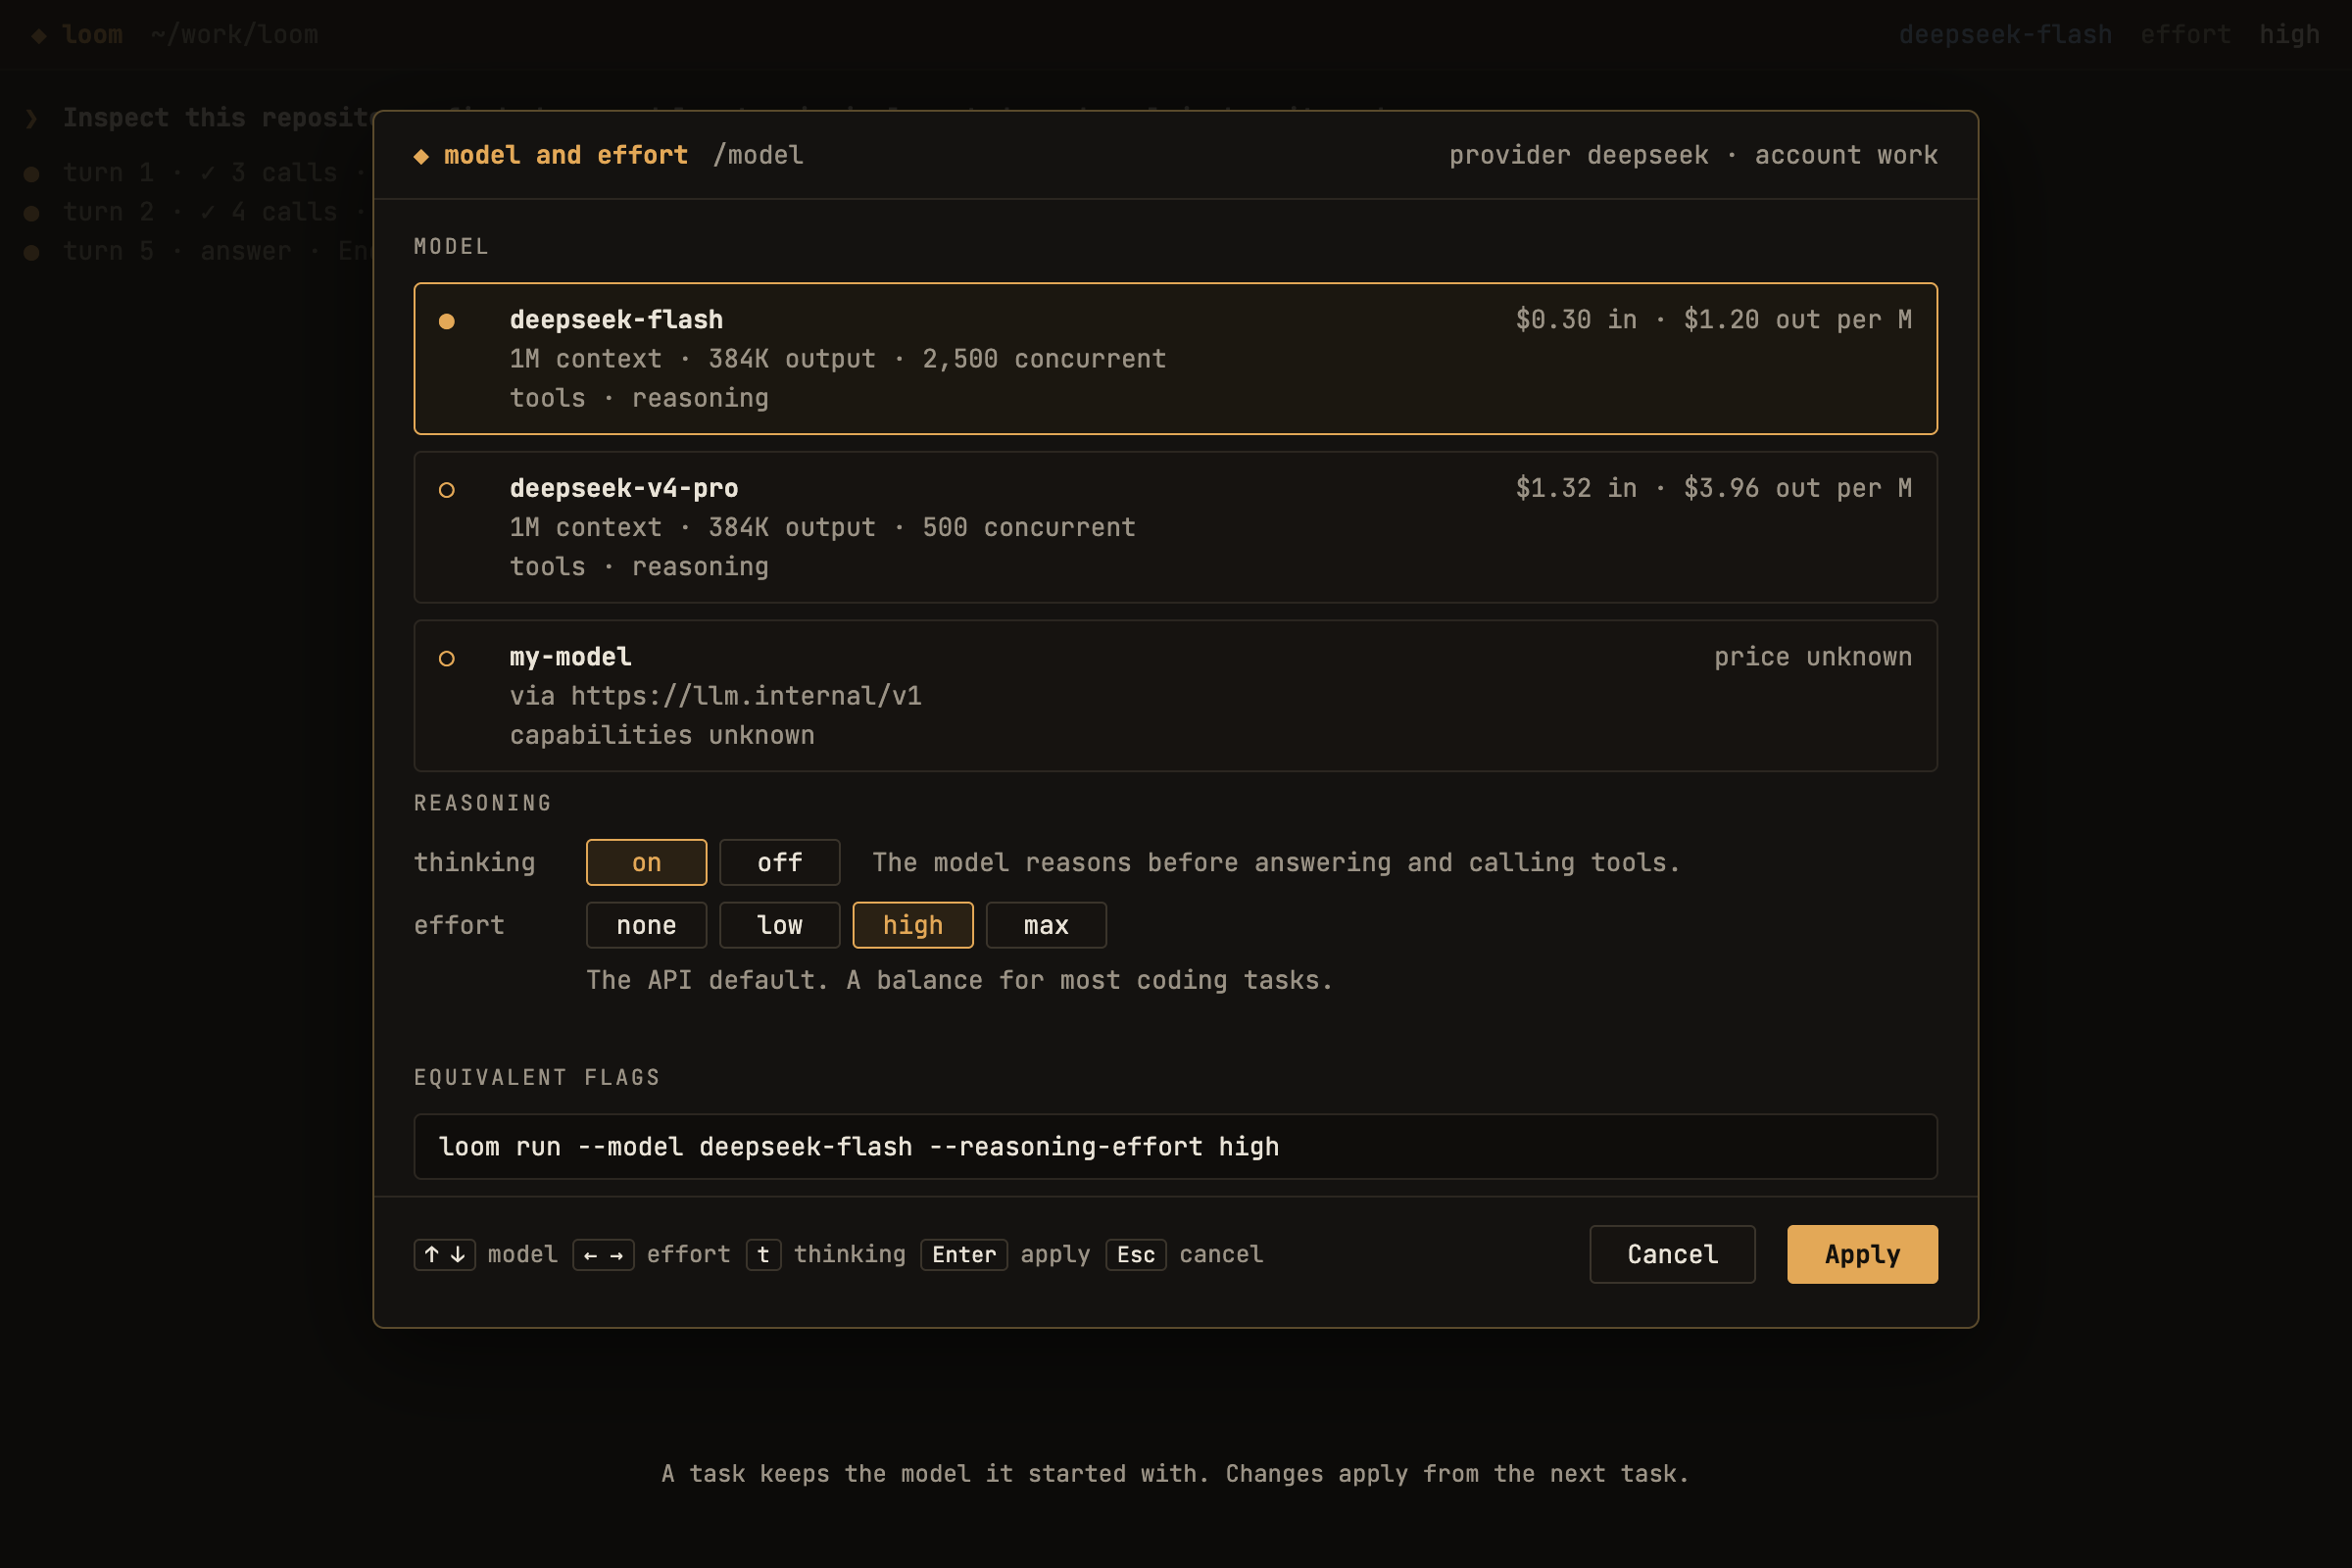 ◆ loom ~/work/loom
deepseek-flash effort high
❯ Inspect this
turn 1 · ✓ 3 calls ·
turn 2 · ✓ 4 calls ·
turn 5 · answer ·
◆ model and effort /model
provider deepseek · account work
MODEL
deepseek-flash
$0.30 in · $1.20 out per M
1M context · 384K output · 2,500 concurrent
tools · reasoning
deepseek-v4-pro
$1.32 in · $3.96 out per M
1M context · 384K output · 500 concurrent
tools · reasoning
my-model
price unknown
via https://llm.internal/v1
capabilities unknown
REASONING
thinking on off The model reasons before answering and calling tools.
effort none low high max
The API default. A balance for most coding tasks.
EQUIVALENT FLAGS
loom run --model deepseek-flash --reasoning-effort high
↑ ↓ model ← → effort t thinking Enter apply Esc cancel
Cancel Apply
A task keeps the model it started with. Changes apply from the next task.